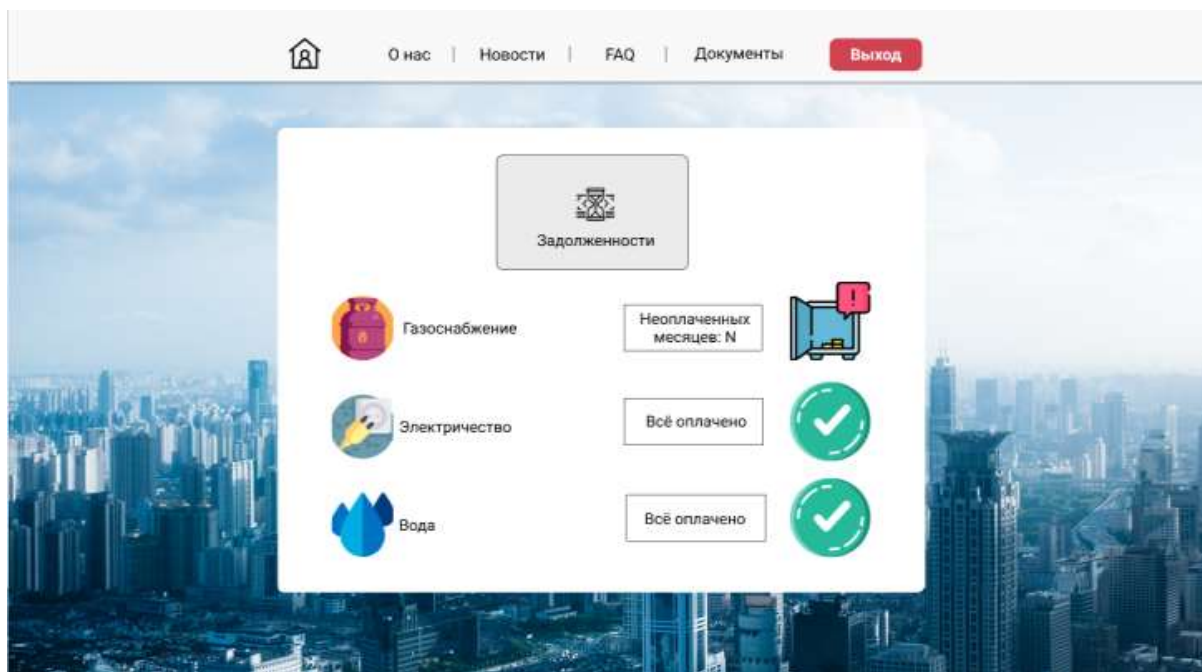 О нас | Новости | FAQ | Документы Выход
Задолженности
Газоснабжение
Неоплаченных
месяцев: N
Электричество
Всё оплачено
Вода
Всё оплачено